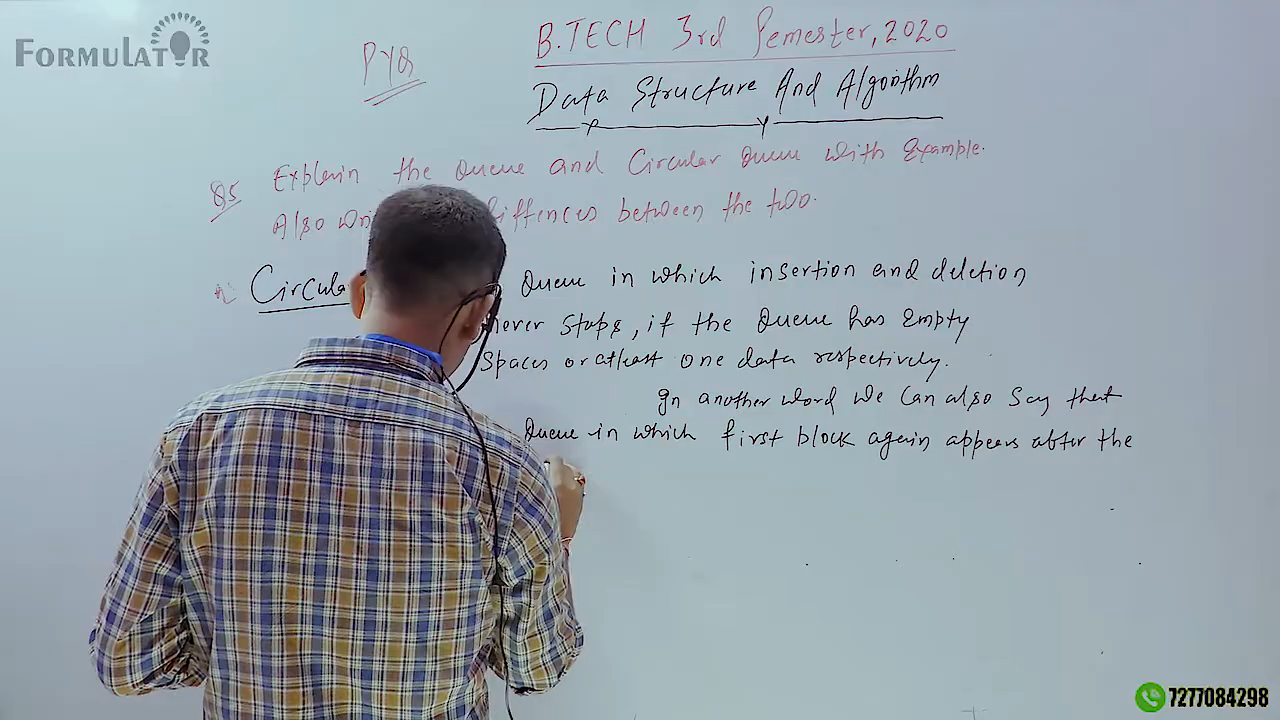 FORMULATOR
PYQ
B.TECH 3rd Semester, 2020
Data Structure And Algorithm
Q5 Explain the Queue and Circular Queue with Example.
Also diffences between the two.
Circula Queue in which insertion and deletion
never stops, if the Queue has Empty
Spaces or atleast one data respectively.
In another word we can also say that
Queue in which first block again appears after the
7277084298